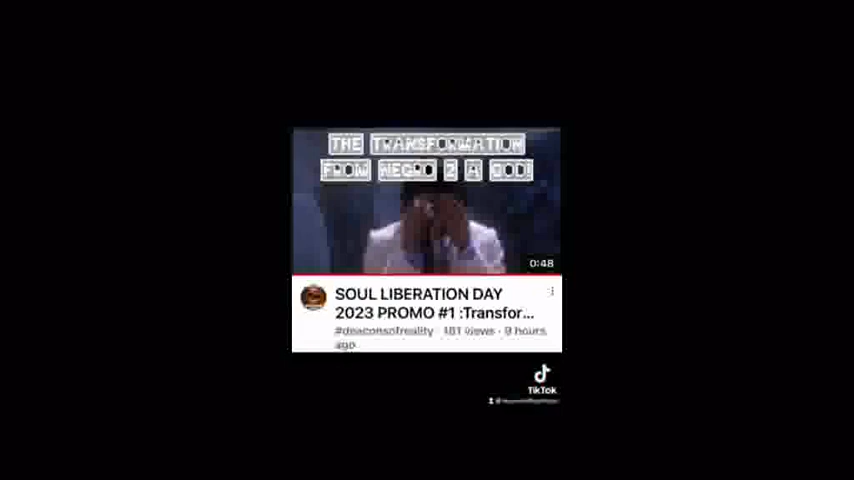 THE TRANSFORMATION
FROM NEGRO 2 A GOD!
0:48
SOUL LIBERATION DAY
2023 PROMO #1 :Transfor...
#deaconsofreality · 181 views · 9 hours
ago
TikTok